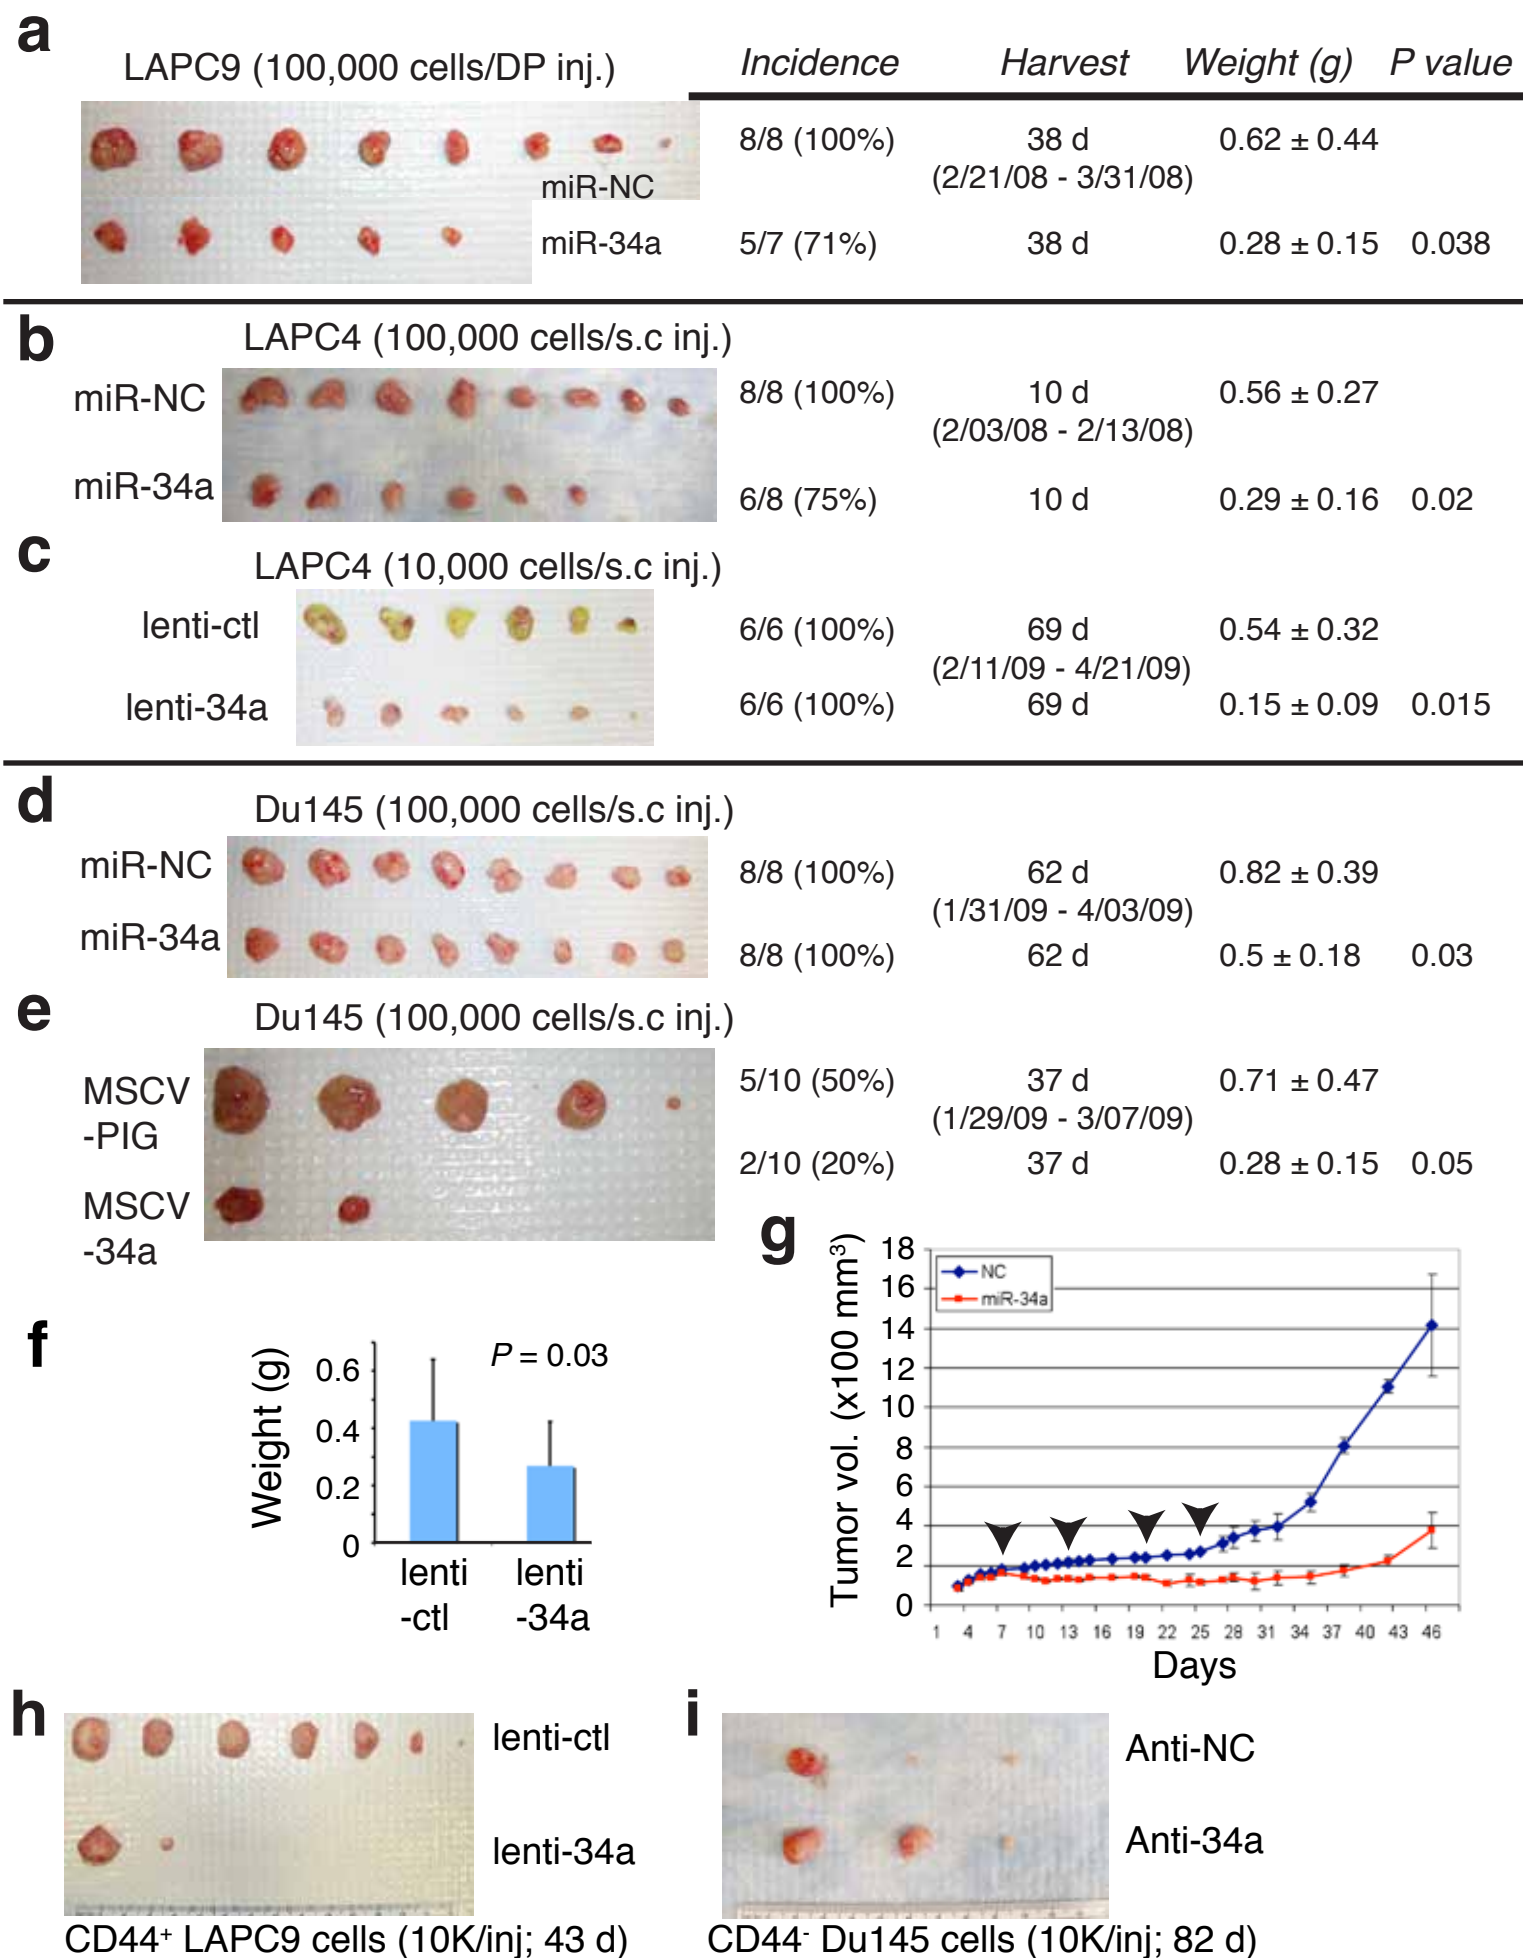 a
LAPC9 (100,000 cells/DP inj.)
Incidence Harvest Weight (g) P value
miR-NC 8/8 (100%) 38 d 0.62 ± 0.44
(2/21/08 - 3/31/08)
miR-34a 5/7 (71%) 38 d 0.28 ± 0.15 0.038
b
LAPC4 (100,000 cells/s.c inj.)
miR-NC 8/8 (100%) 10 d 0.56 ± 0.27
(2/03/08 - 2/13/08)
miR-34a 6/8 (75%) 10 d 0.29 ± 0.16 0.02
c
LAPC4 (10,000 cells/s.c inj.)
lenti-ctl 6/6 (100%) 69 d 0.54 ± 0.32
(2/11/09 - 4/21/09)
lenti-34a 6/6 (100%) 69 d 0.15 ± 0.09 0.015
d
Du145 (100,000 cells/s.c inj.)
miR-NC 8/8 (100%) 62 d 0.82 ± 0.39
(1/31/09 - 4/03/09)
miR-34a 8/8 (100%) 62 d 0.5 ± 0.18 0.03
e
Du145 (100,000 cells/s.c inj.)
MSCV
-PIG
5/10 (50%) 37 d 0.71 ± 0.47
(1/29/09 - 3/07/09)
MSCV
-34a
2/10 (20%) 37 d 0.28 ± 0.15 0.05
f
Weight (g)
P = 0.03
0.6
0.4
0.2
0
lenti
-ctl
lenti
-34a
g
Tumor vol. (x100 mm³)
18
16
14
12
10
8
6
4
2
0
NC
miR-34a
1 4 7 10 13 16 19 22 25 28 31 34 37 40 43 46
Days
h
lenti-ctl
lenti-34a
CD44⁺ LAPC9 cells (10K/inj; 43 d)
i
Anti-NC
Anti-34a
CD44⁻ Du145 cells (10K/inj; 82 d)